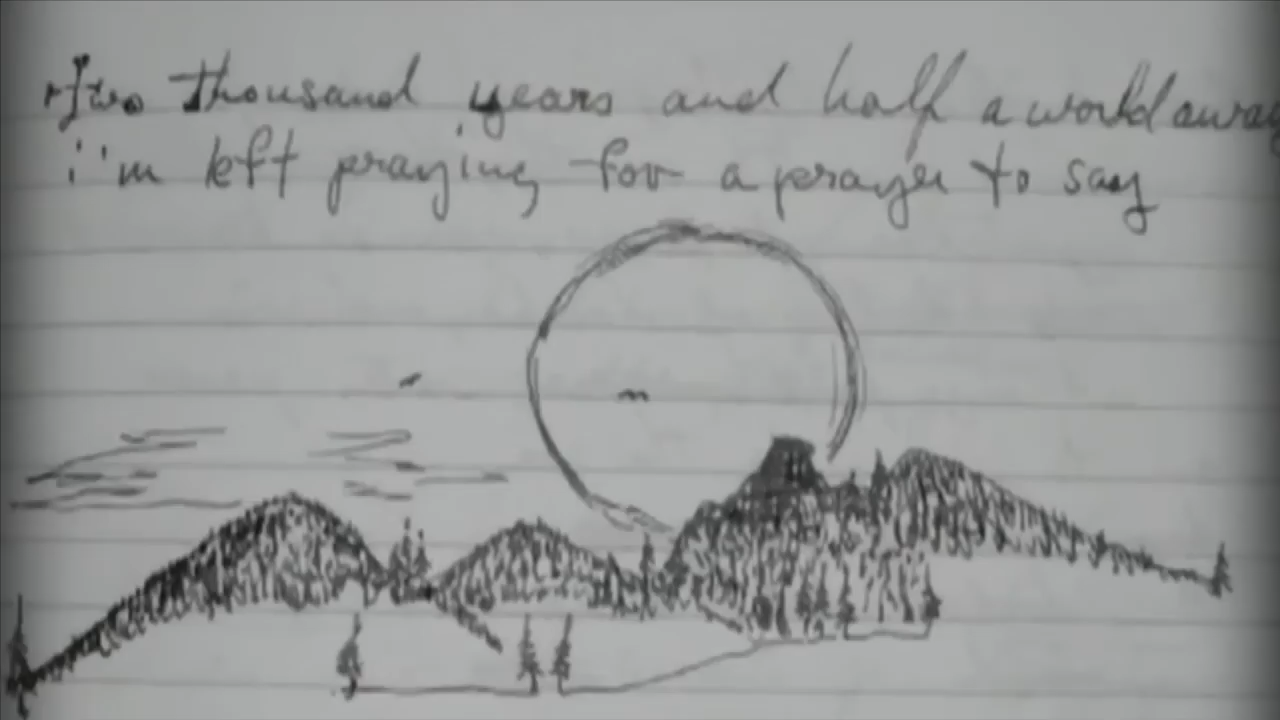 Two thousand years and half a world away
i'm left praying for a prayer to say